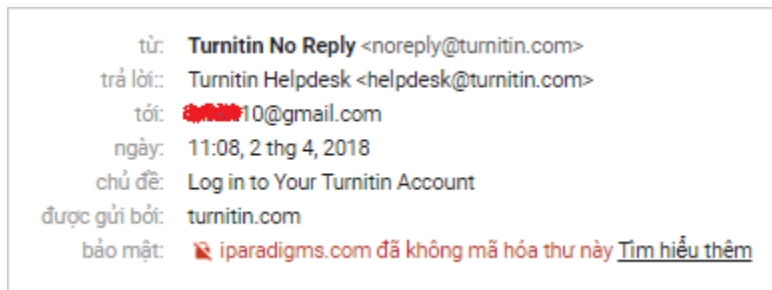 từ: Turnitin No Reply <noreply@turnitin.com>
trả lời:: Turnitin Helpdesk <helpdesk@turnitin.com>
tới: 10@gmail.com
ngày: 11:08, 2 thg 4, 2018
chủ đề: Log in to Your Turnitin Account
được gửi bởi: turnitin.com
bảo mật: iparadigms.com đã không mã hóa thư này Tìm hiểu thêm